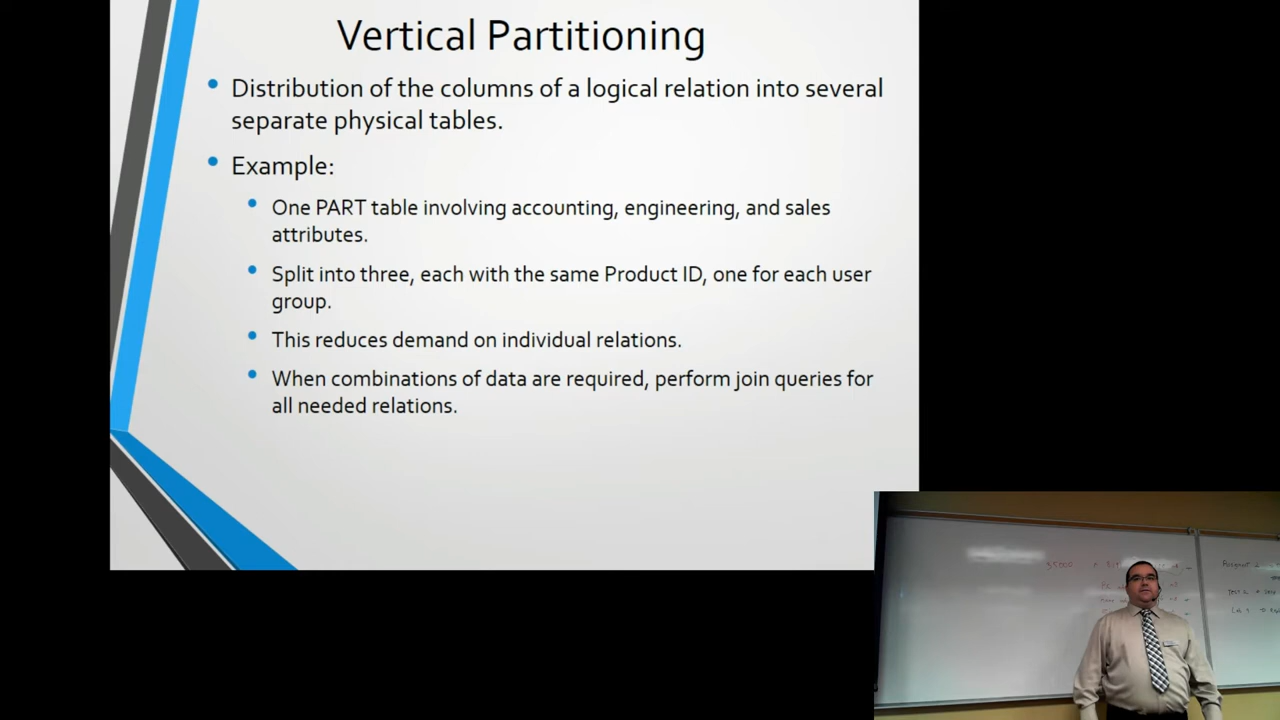 Vertical Partitioning
• Distribution of the columns of a logical relation into several
separate physical tables.
• Example:
• One PART table involving accounting, engineering, and sales
attributes.
• Split into three, each with the same Product ID, one for each user
group.
• This reduces demand on individual relations.
• When combinations of data are required, perform join queries for
all needed relations.